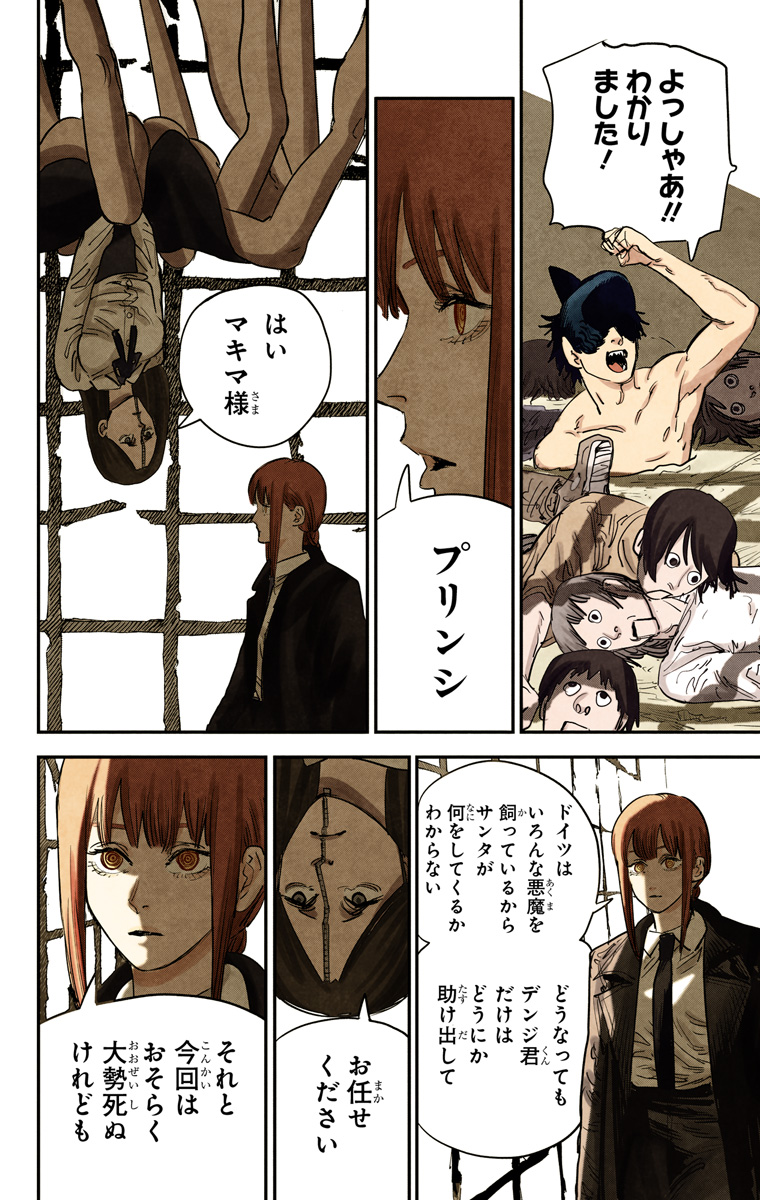 よっしゃあ!!
わかり
ました!
プリンシ
はい
マキマ様
ドイツは
いろんな悪魔を
飼っているから
サンタが
何をしてくるか
わからない
どうなっても
デンジ君
だけは
どうにか
助け出して
お任せ
ください
それと
今回は
おそらく
大勢死ぬ
けれども